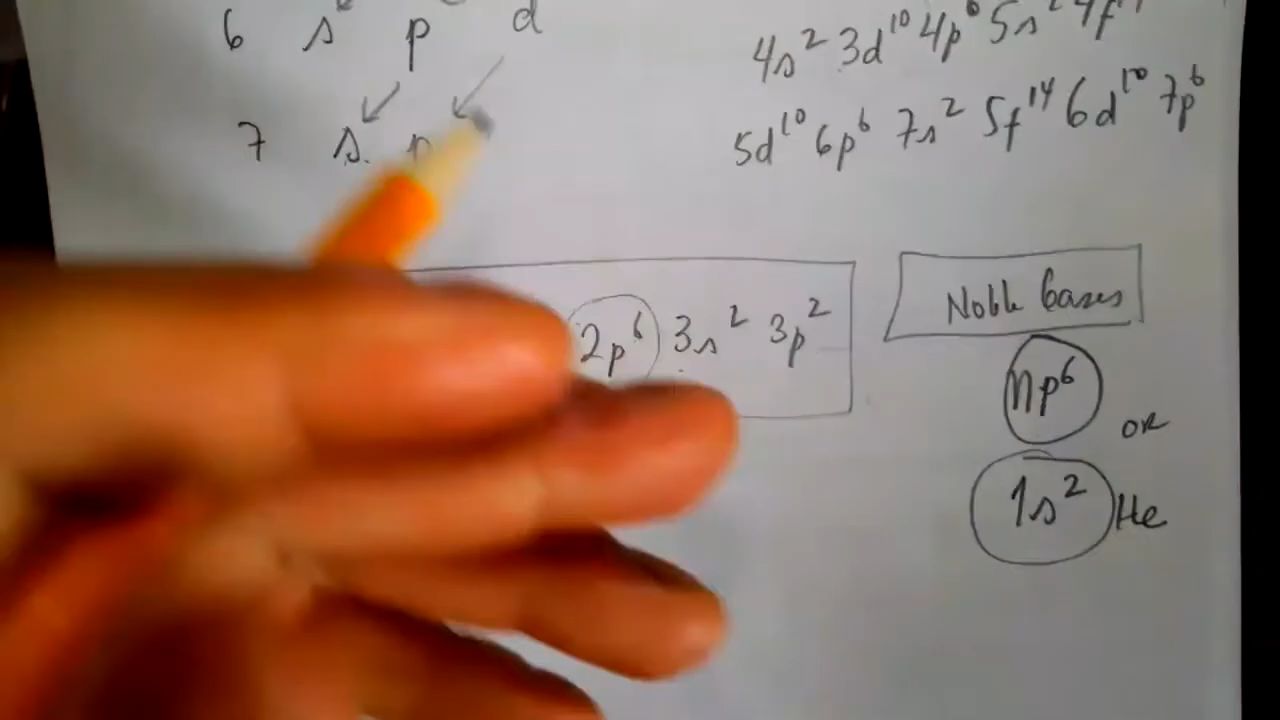 6 s p d
4s² 3d¹⁰ 4p⁶ 5s² 4f
7 s p
5d¹⁰ 6p⁶ 7s² 5f¹⁴ 6d¹⁰ 7p⁶
2p⁶ 3s² 3p²
Noble Gases
np⁶
or
1s² He